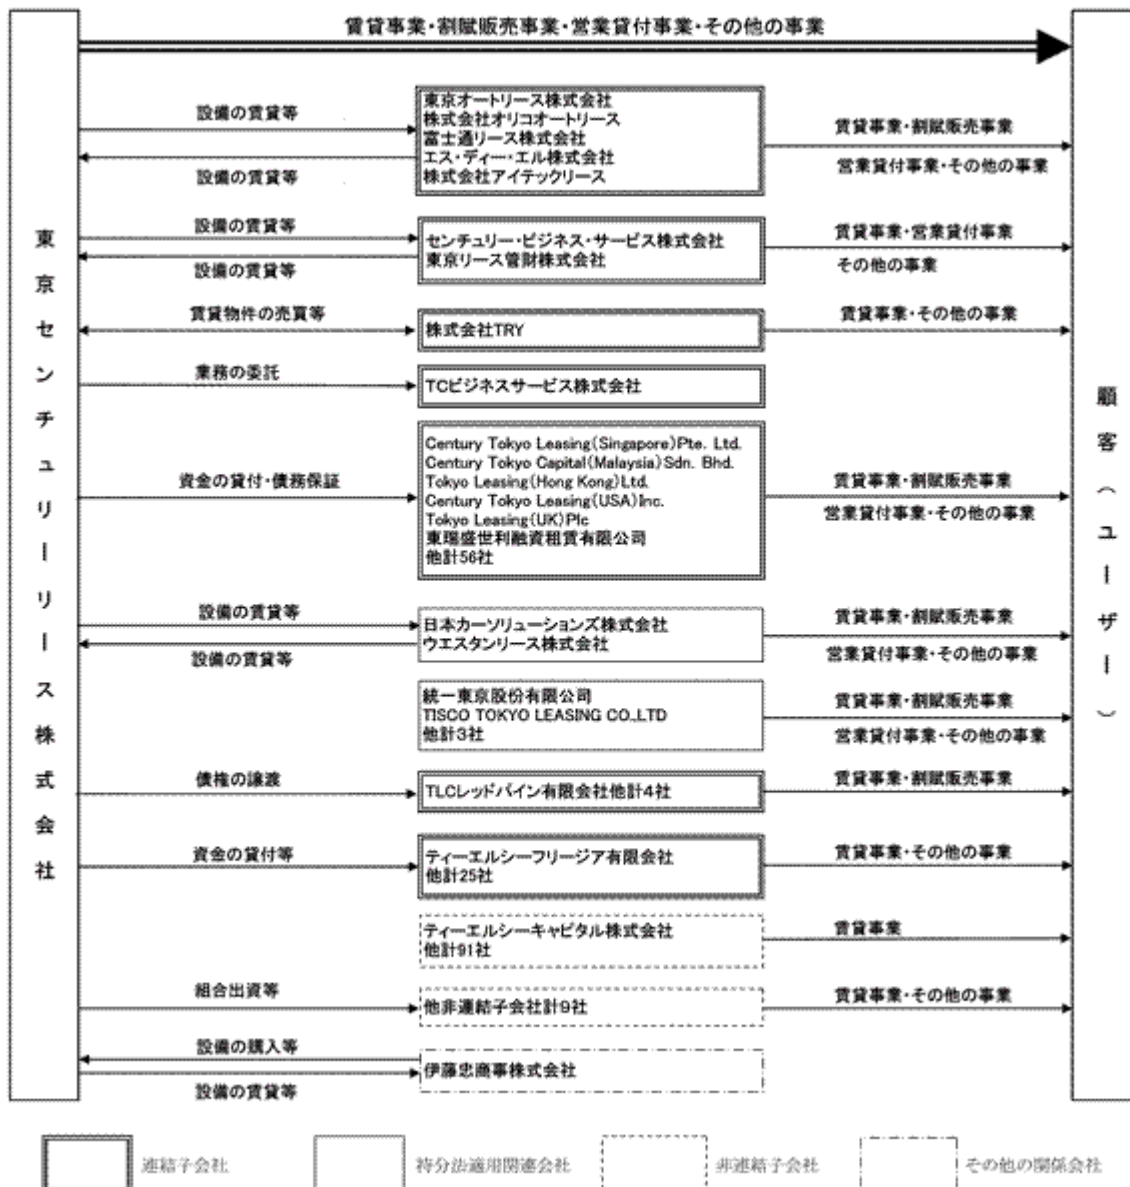 賃貸事業・割賦販売事業・営業貸付事業・その他の事業
東京センチュリーリース株式会社
設備の賃貸等
設備の賃貸等
東京オートリース株式会社
株式会社オリコオートリース
富士通リース株式会社
エス・ディー・エル株式会社
株式会社アイテックリース
賃貸事業・割賦販売事業
営業貸付事業・その他の事業
設備の賃貸等
設備の賃貸等
センチュリー・ビジネス・サービス株式会社
東京リース管財株式会社
賃貸事業・営業貸付事業
その他の事業
賃貸物件の売買等
株式会社TRY
賃貸事業・その他の事業
業務の委託
TCビジネスサービス株式会社
資金の貸付・債務保証
Century Tokyo Leasing(Singapore)Pte. Ltd.
Century Tokyo Capital(Malaysia)Sdn. Bhd.
Tokyo Leasing(Hong Kong)Ltd.
Century Tokyo Leasing(USA)Inc.
Tokyo Leasing(UK)Plc
東瑞盛世利融資租賃有限公司
他計56社
賃貸事業・割賦販売事業
営業貸付事業・その他の事業
設備の賃貸等
設備の賃貸等
日本カーソリューションズ株式会社
ウエスタンリース株式会社
賃貸事業・割賦販売事業
営業貸付事業・その他の事業
統一東京股份有限公司
TISCO TOKYO LEASING CO.,LTD
他計3社
賃貸事業・割賦販売事業
営業貸付事業・その他の事業
債権の譲渡
TLCレッドパイン有限会社他計4社
賃貸事業・割賦販売事業
資金の貸付等
ティーエルシーフリージア有限会社
他計25社
賃貸事業・その他の事業
ティーエルシーキャピタル株式会社
他計91社
賃貸事業
組合出資等
他非連結子会社計9社
賃貸事業・その他の事業
設備の購入等
設備の賃貸等
伊藤忠商事株式会社
顧客（ユーザー）
連結子会社
持分法適用関連会社
非連結子会社
その他の関係会社